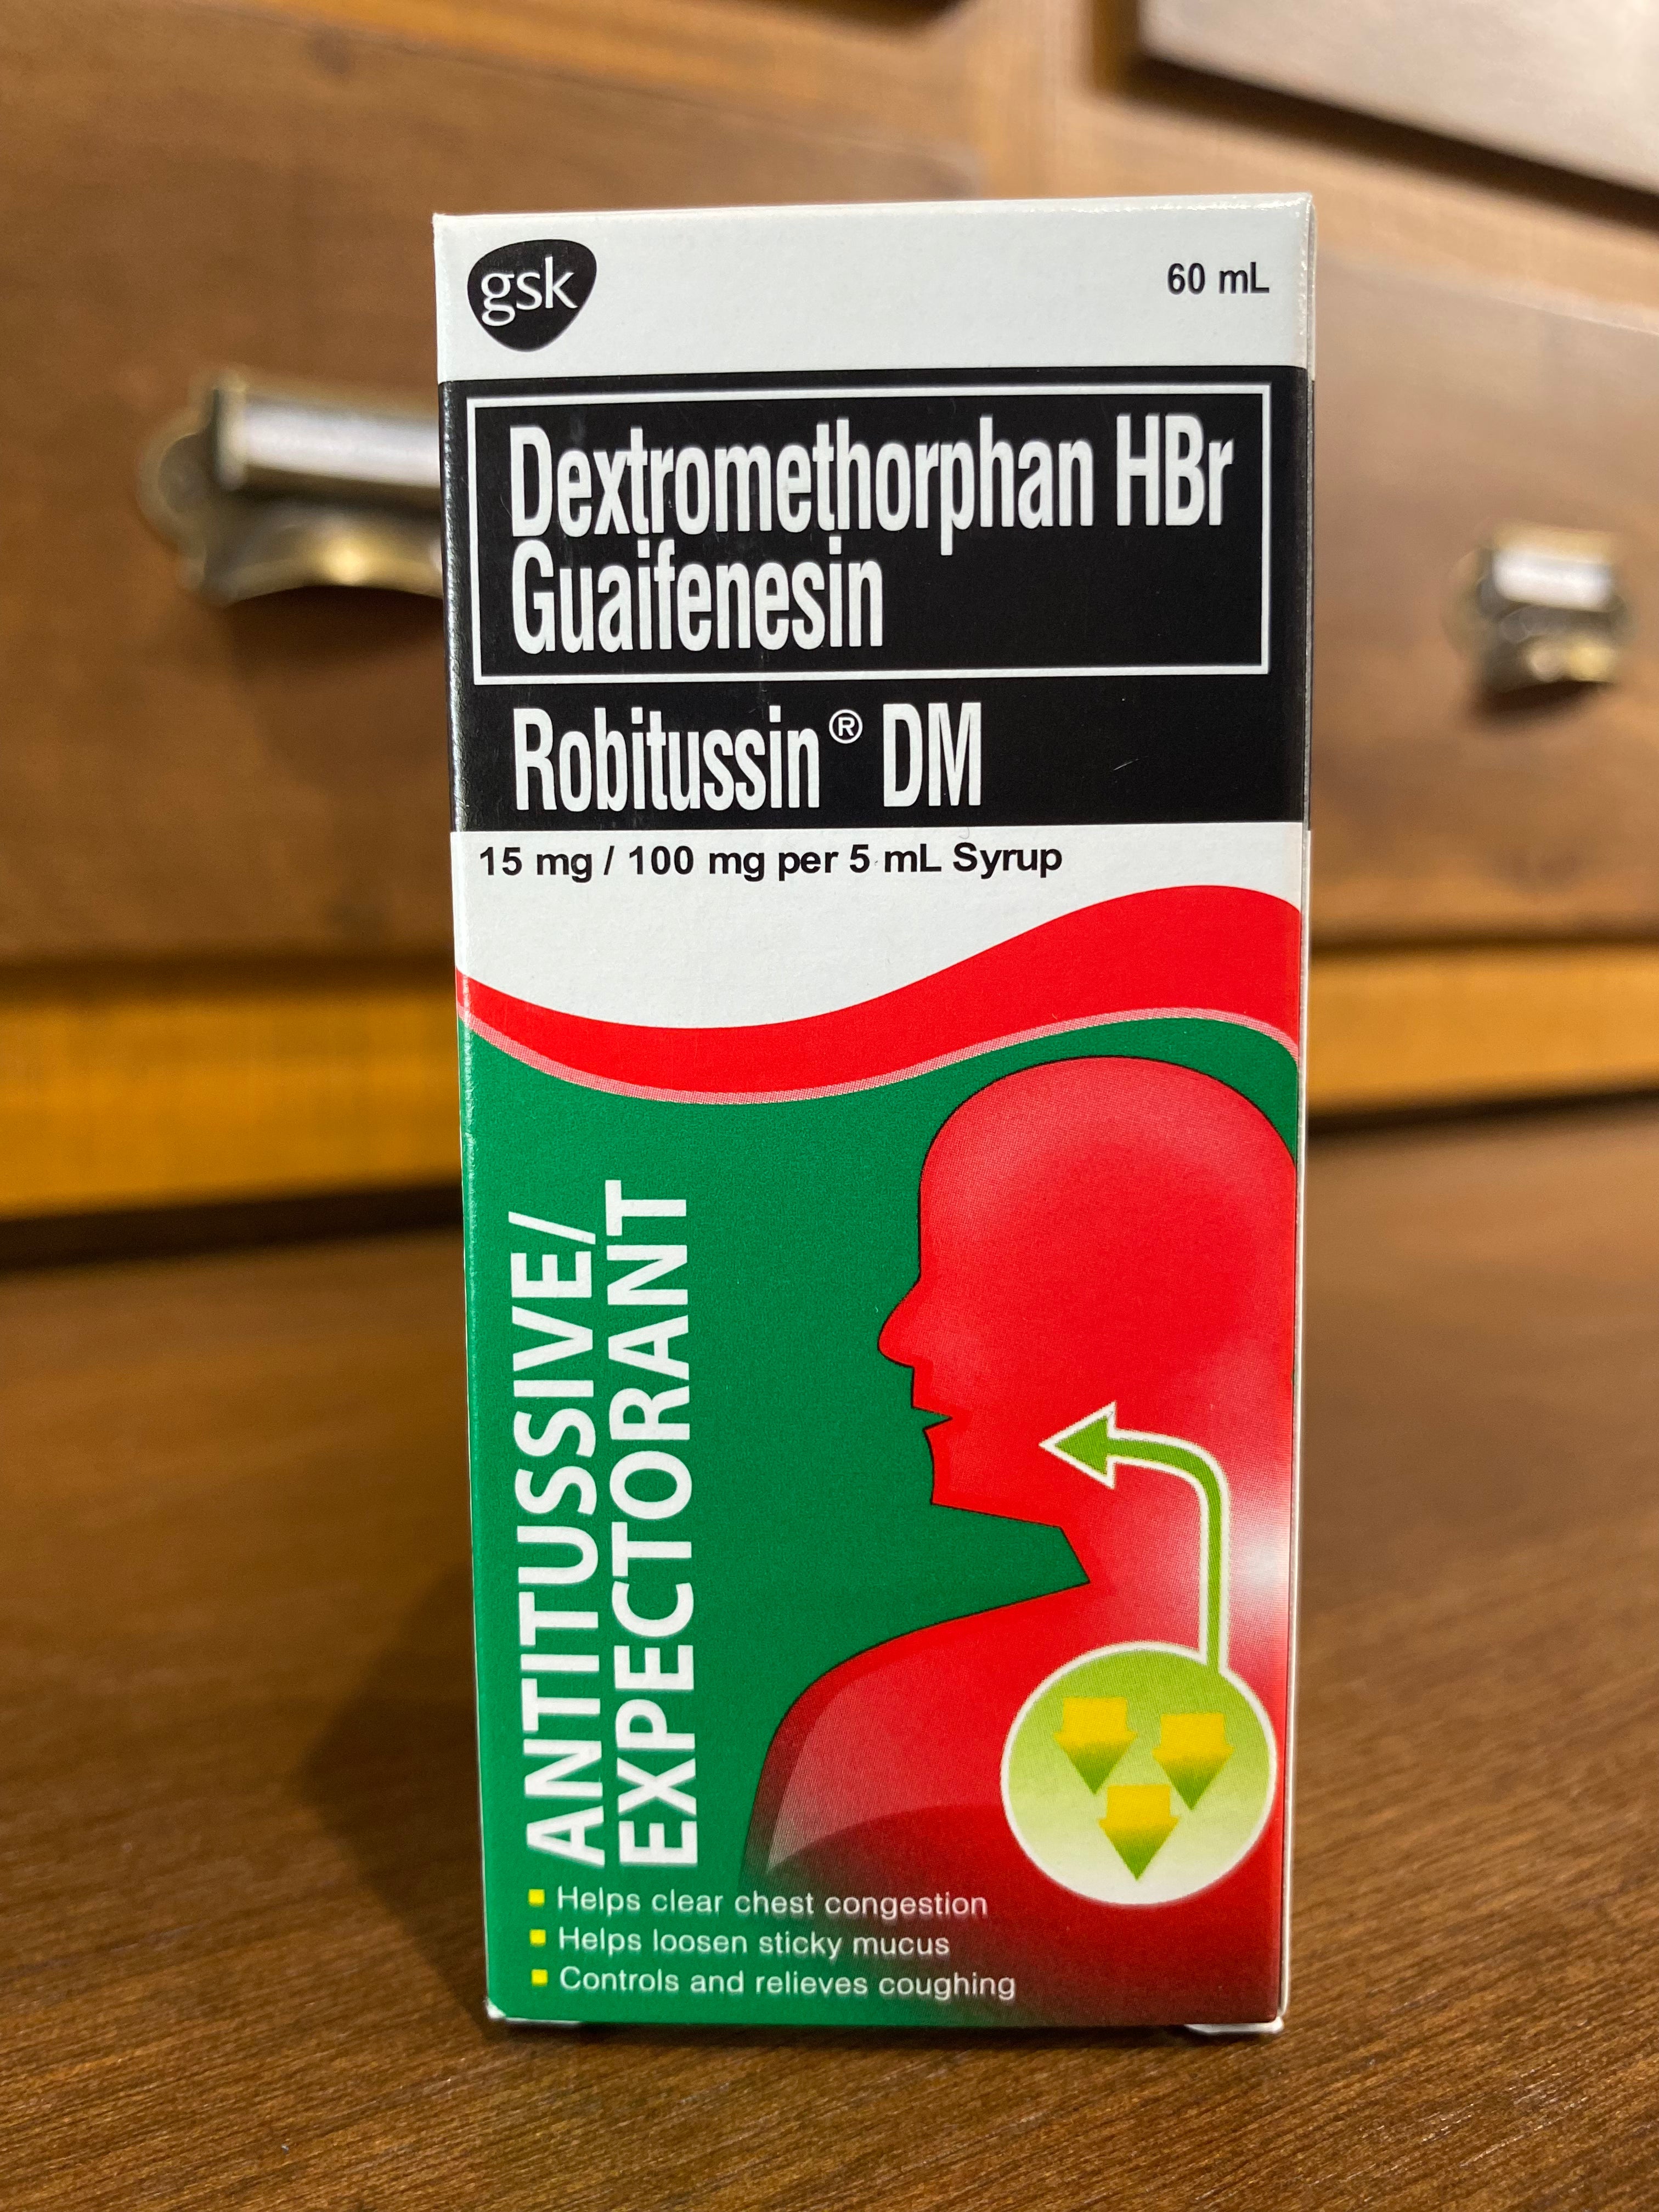 gsk
60 mL
Dextromethorphan HBr
Guaifenesin
Robitussin® DM
15 mg / 100 mg per 5 mL Syrup
ANTITUSSIVE/
EXPECTORANT
Helps clear chest congestion
Helps loosen sticky mucus
Controls and relieves coughing